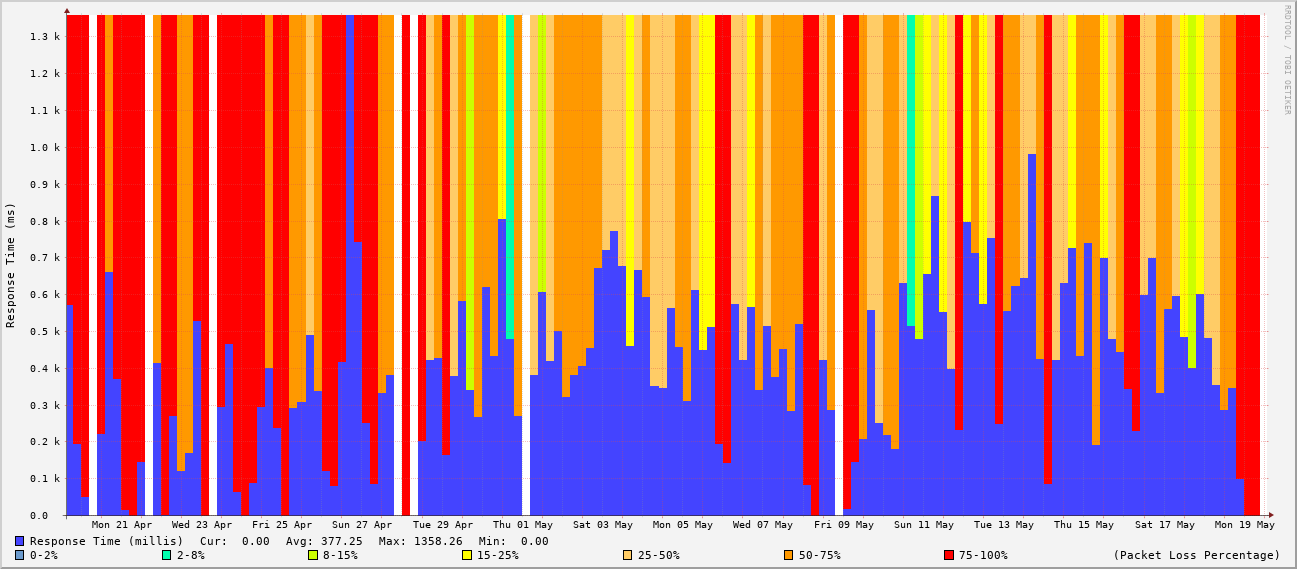 RRDTOOL / TOBI OETIKER
Response Time (ms)
1.3 k
1.2 k
1.1 k
1.0 k
0.9 k
0.8 k
0.7 k
0.6 k
0.5 k
0.4 k
0.3 k
0.2 k
0.1 k
0.0
Mon 21 Apr Wed 23 Apr Fri 25 Apr Sun 27 Apr Tue 29 Apr Thu 01 May Sat 03 May Mon 05 May Wed 07 May Fri 09 May Sun 11 May Tue 13 May Thu 15 May Sat 17 May Mon 19 May
Response Time (millis) Cur: 0.00 Avg: 377.25 Max: 1358.26 Min: 0.00
0-2% 2-8% 8-15% 15-25% 25-50% 50-75% 75-100% (Packet Loss Percentage)